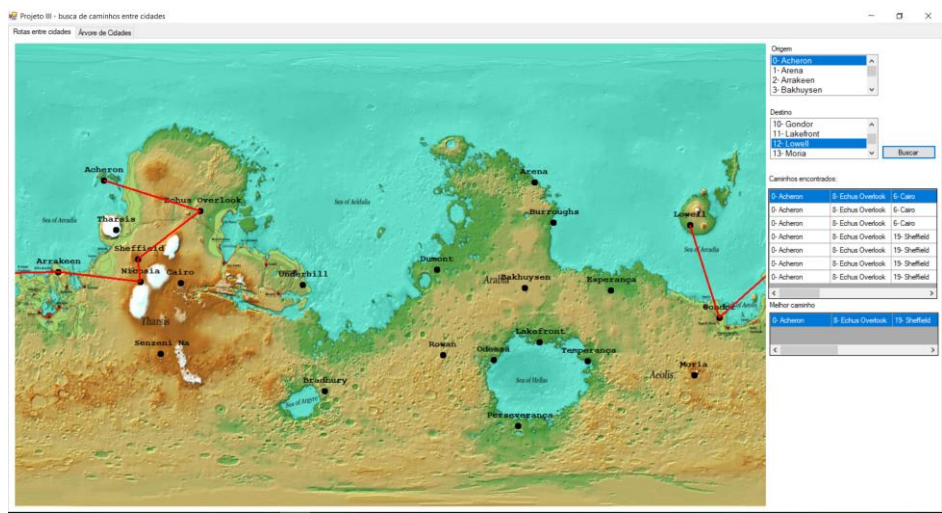 Projeto III - busca de caminhos entre cidades
Rotas entre cidades
Árvore de Cidades
Origem
0- Acheron
1- Arena
2- Arrakeen
3- Bakhuysen
Destino
10- Gondor
11- Lakefront
12- Lowell
13- Moria
Buscar
Caminhos encontrados:
0- Acheron 8- Echus Overlook 6- Cairo
0- Acheron 8- Echus Overlook 6- Cairo
0- Acheron 8- Echus Overlook 6- Cairo
0- Acheron 8- Echus Overlook 19- Sheffield
0- Acheron 8- Echus Overlook 19- Sheffield
0- Acheron 8- Echus Overlook 19- Sheffield
0- Acheron 8- Echus Overlook 19- Sheffield
Melhor caminho
0- Acheron 8- Echus Overlook 19- Sheffield
Acheron
Echus Overlook
Sea of Acidalia
Sea of Arcadia
Tharsis
Sheffield
Arrakeen
Nicosia
Cairo
Underhill
Tharsis
Senzeni Na
Bradbury
Sea of Argyre
Arena
Burroughs
Dumont
Bakhuysen
Esperança
Lakefront
Rowan
Odessa
Temperança
Sea of Hellas
Perseverança
Lowell
Sea of Arcadia
Gondor
Moria
Aeolis